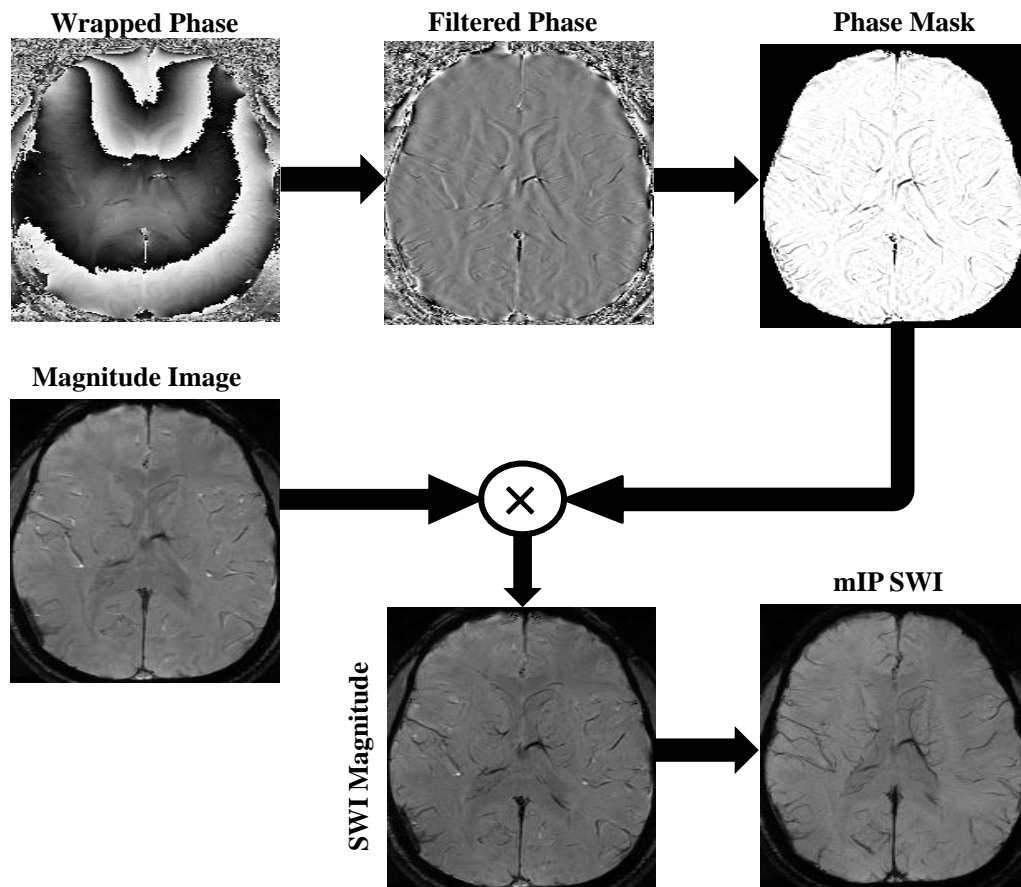 Wrapped Phase
Filtered Phase
Phase Mask
Magnitude Image
×
mIP SWI
SWI Magnitude